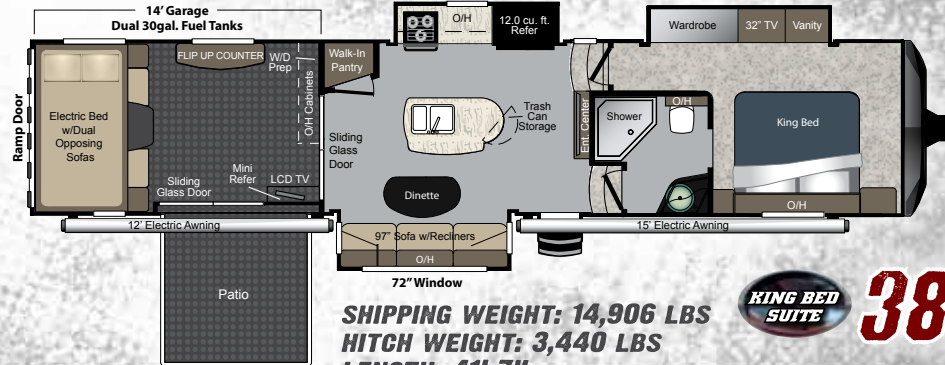 14' Garage
Dual 30gal. Fuel Tanks
O/H
12.0 cu. ft.
Refer
Wardrobe
32" TV
Vanity
FLIP UP COUNTER
W/D
Prep
Walk-In
Pantry
O/H Cabinets
Ramp Door
Electric Bed
w/Dual
Opposing
Sofas
Trash
Can
Storage
Ent. Center
Shower
O/H
King Bed
Sliding
Glass
Door
Mini
Refer
LCD TV
Sliding
Glass Door
Dinette
O/H
12' Electric Awning
97" Sofa w/Recliners
15' Electric Awning
O/H
72" Window
Patio
KING BED
SUITE
38
SHIPPING WEIGHT: 14,906 LBS
HITCH WEIGHT: 3,440 LBS